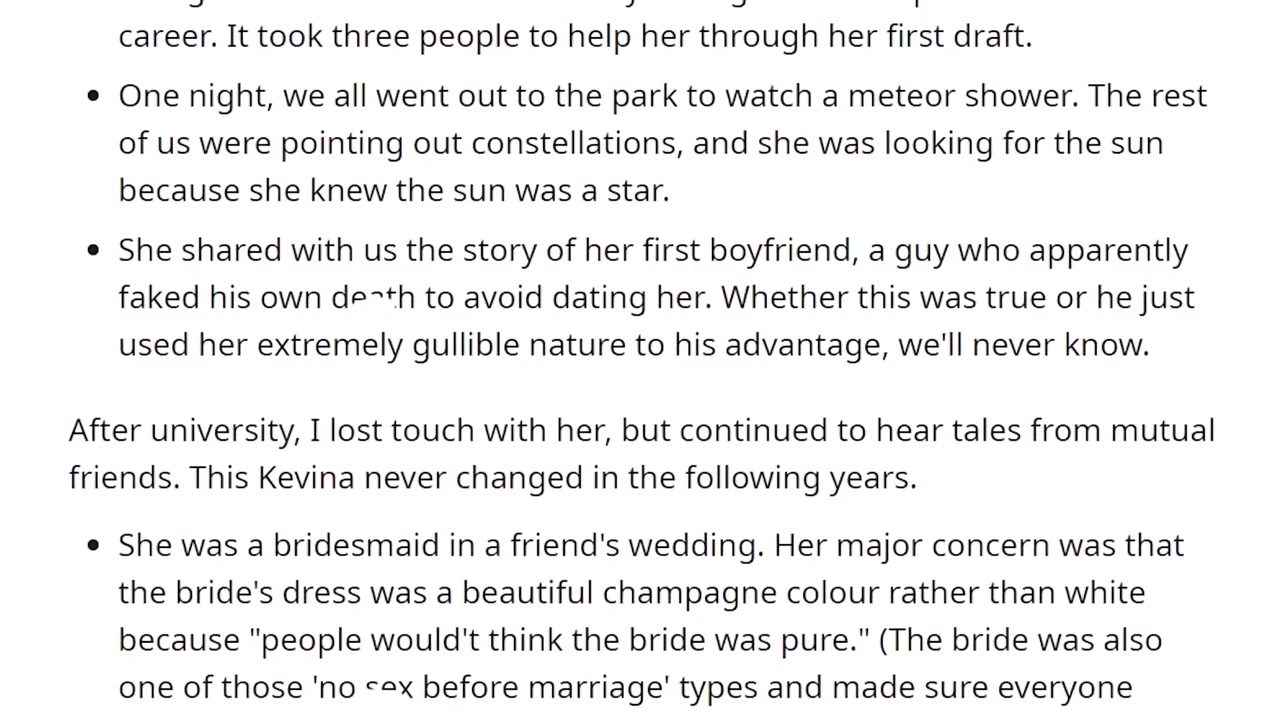 career. It took three people to help her through her first draft.
One night, we all went out to the park to watch a meteor shower. The rest
of us were pointing out constellations, and she was looking for the sun
because she knew the sun was a star.
She shared with us the story of her first boyfriend, a guy who apparently
faked his own death to avoid dating her. Whether this was true or he just
used her extremely gullible nature to his advantage, we'll never know.
After university, I lost touch with her, but continued to hear tales from mutual
friends. This Kevina never changed in the following years.
She was a bridesmaid in a friend's wedding. Her major concern was that
the bride's dress was a beautiful champagne colour rather than white
because "people would't think the bride was pure." (The bride was also
one of those 'no sex before marriage' types and made sure everyone